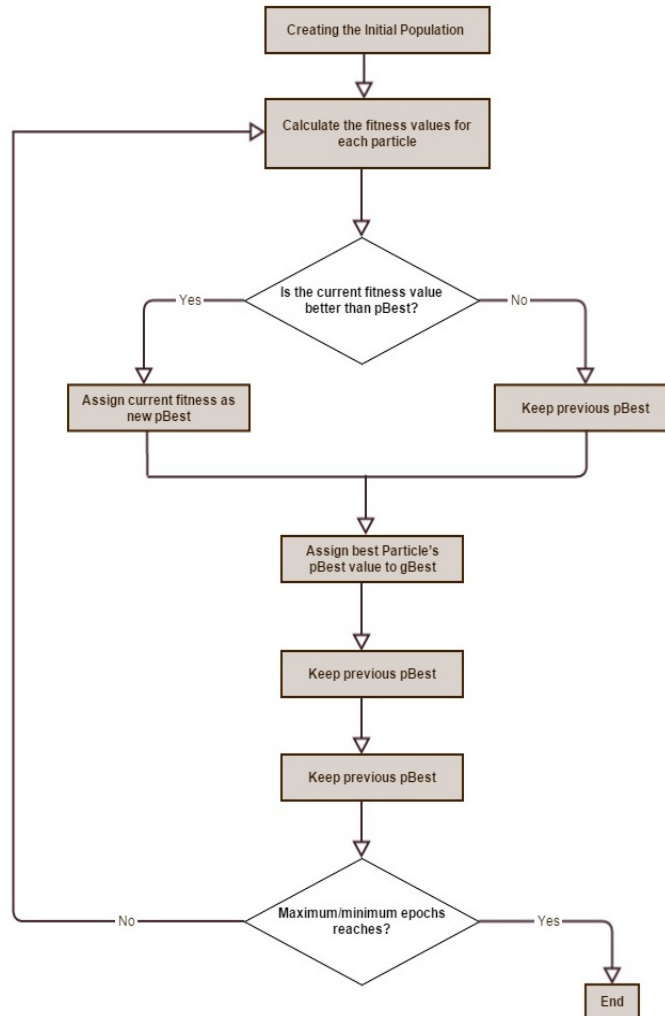 Creating the Initial Population
Calculate the fitness values for
each particle
Is the current fitness value
better than pBest?
Yes
No
Assign current fitness as
new pBest
Keep previous pBest
Assign best Particle's
pBest value to gBest
Keep previous pBest
Keep previous pBest
Maximum/minimum epochs
reaches?
No
Yes
End